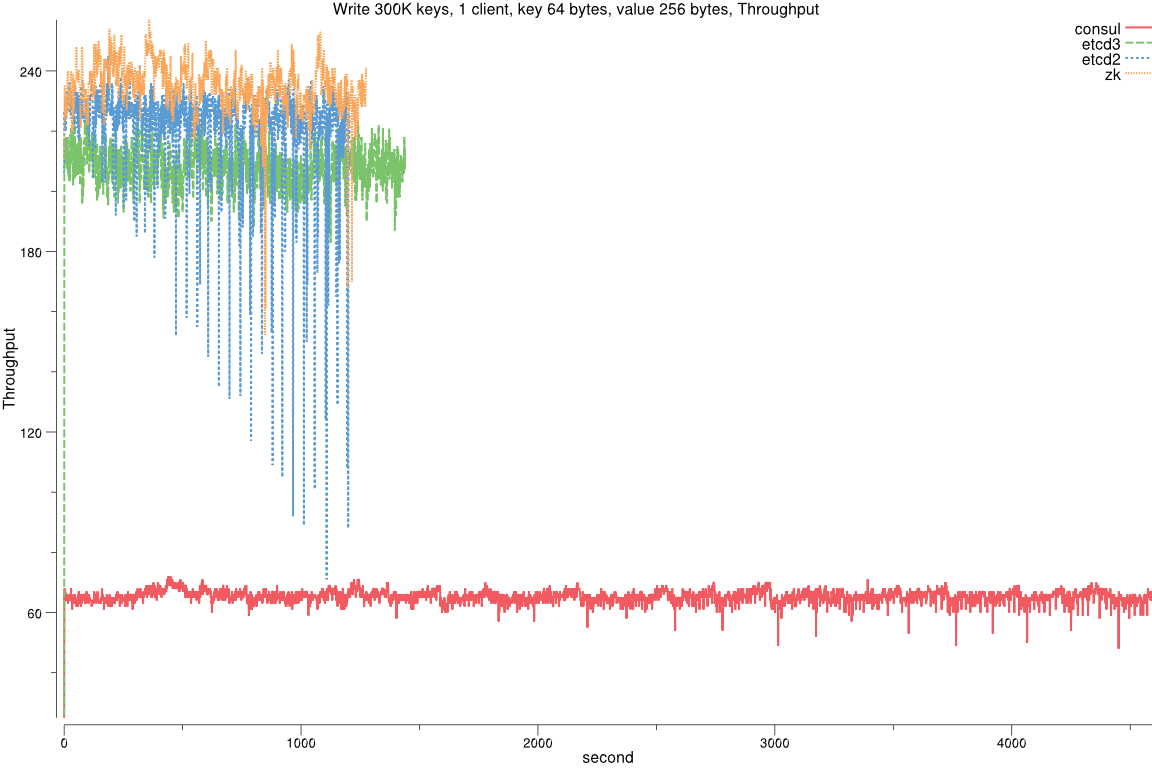 Write 300K keys, 1 client, key 64 bytes, value 256 bytes, Throughput
consul
etcd3
etcd2
zk
240
180
120
60
Throughput
0
1000
2000
3000
4000
second